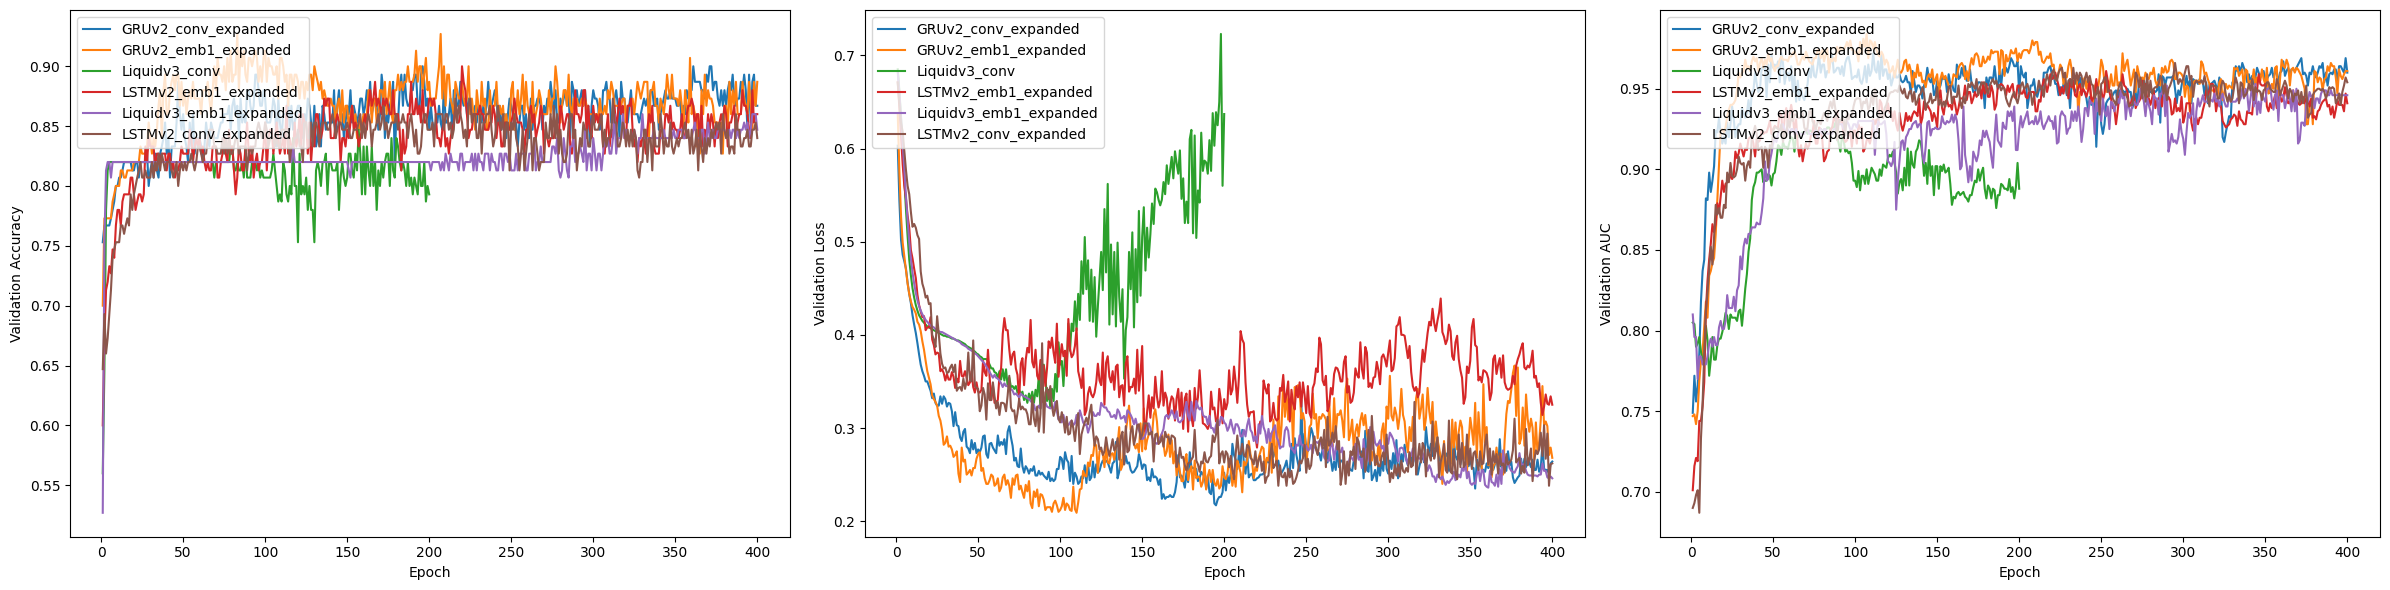 GRUv2_conv_expanded
GRUv2_emb1_expanded
Liquidv3_conv
LSTMv2_emb1_expanded
Liquidv3_emb1_expanded
LSTMv2_conv_expanded
Validation Accuracy
0.90
0.85
0.80
0.75
0.70
0.65
0.60
0.55
0 50 100 150 200 250 300 350 400
Epoch
GRUv2_conv_expanded
GRUv2_emb1_expanded
Liquidv3_conv
LSTMv2_emb1_expanded
Liquidv3_emb1_expanded
LSTMv2_conv_expanded
Validation Loss
0.7
0.6
0.5
0.4
0.3
0.2
0 50 100 150 200 250 300 350 400
Epoch
GRUv2_conv_expanded
GRUv2_emb1_expanded
Liquidv3_conv
LSTMv2_emb1_expanded
Liquidv3_emb1_expanded
LSTMv2_conv_expanded
Validation AUC
0.95
0.90
0.85
0.80
0.75
0.70
0 50 100 150 200 250 300 350 400
Epoch